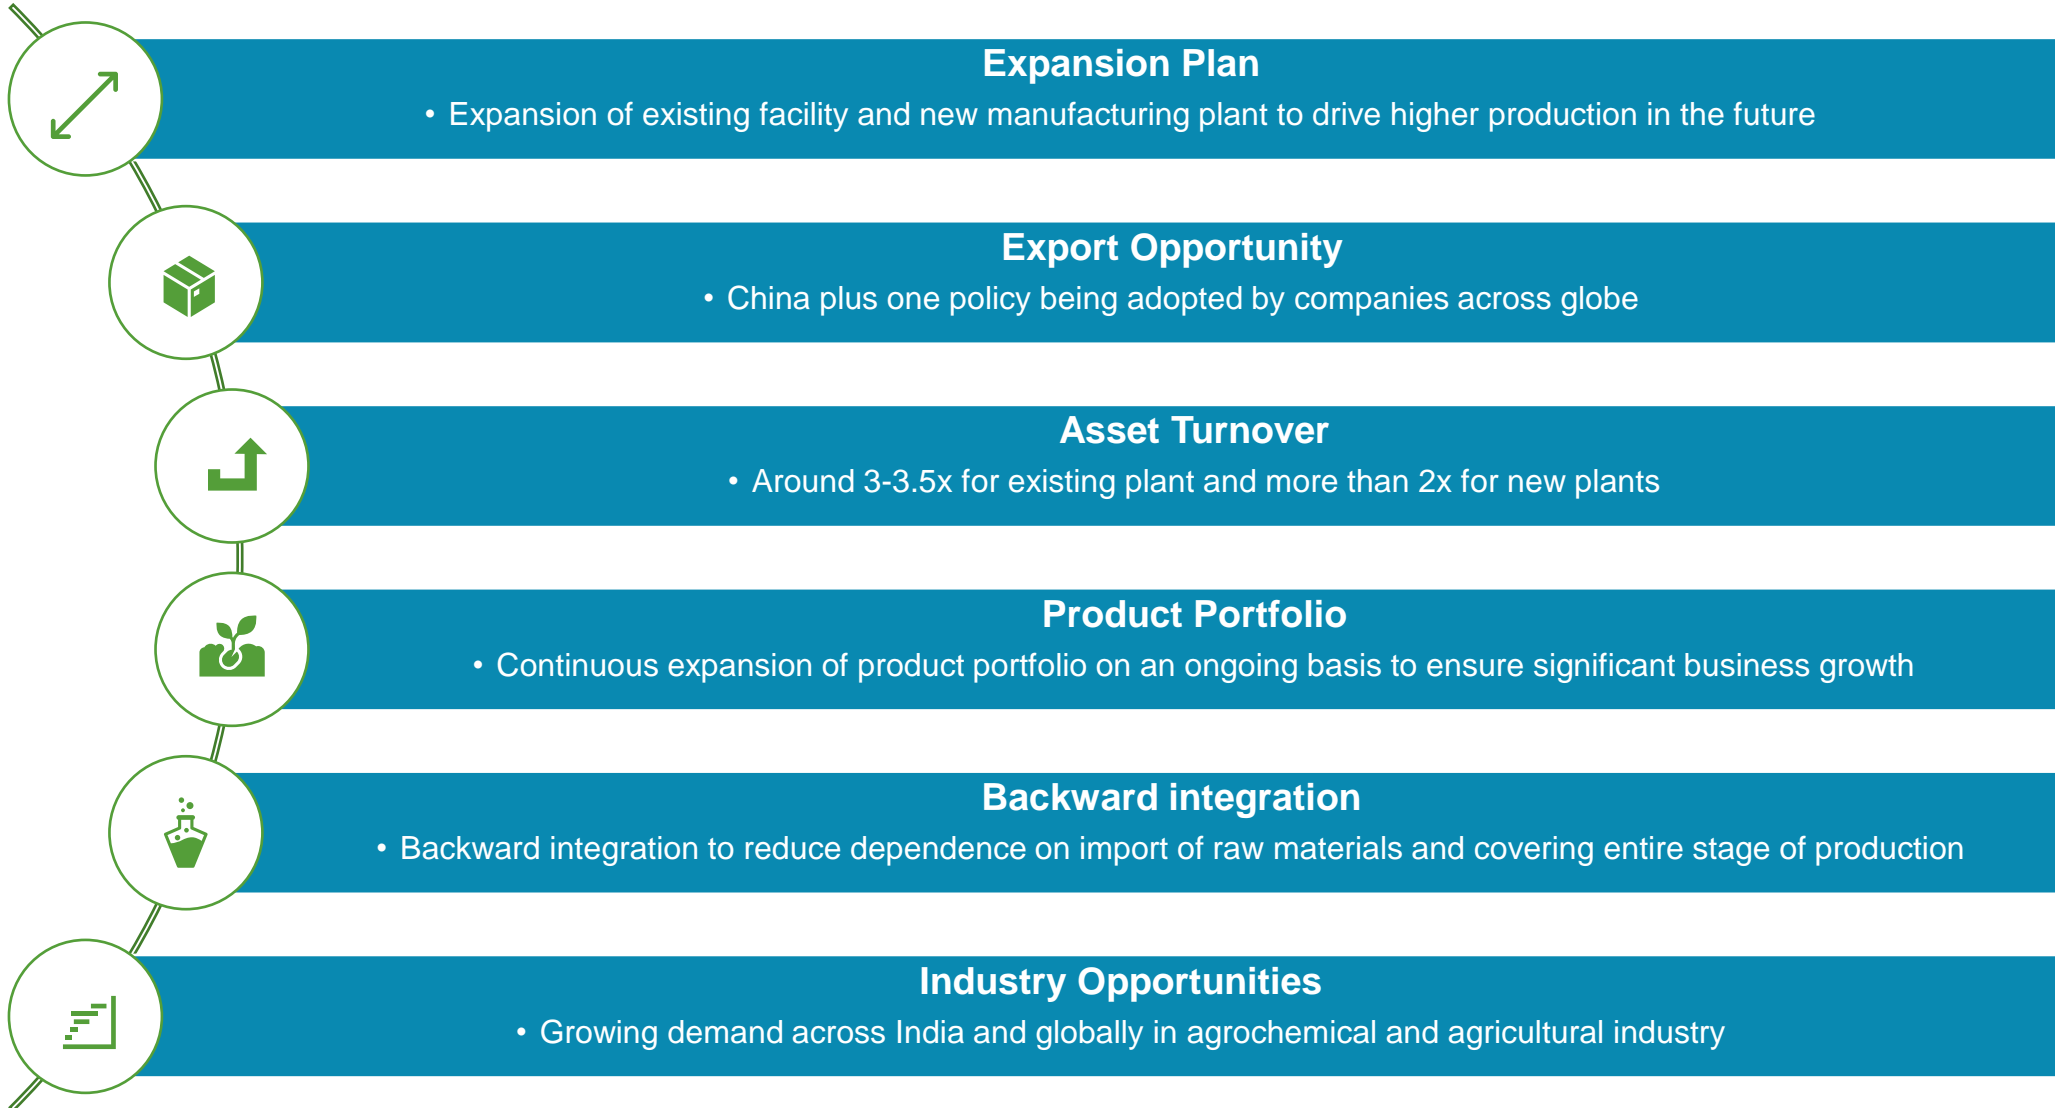 Expansion Plan
• Expansion of existing facility and new manufacturing plant to drive higher production in the future
Export Opportunity
• China plus one policy being adopted by companies across globe
Asset Turnover
• Around 3-3.5x for existing plant and more than 2x for new plants
Product Portfolio
• Continuous expansion of product portfolio on an ongoing basis to ensure significant business growth
Backward integration
• Backward integration to reduce dependence on import of raw materials and covering entire stage of production
Industry Opportunities
• Growing demand across India and globally in agrochemical and agricultural industry